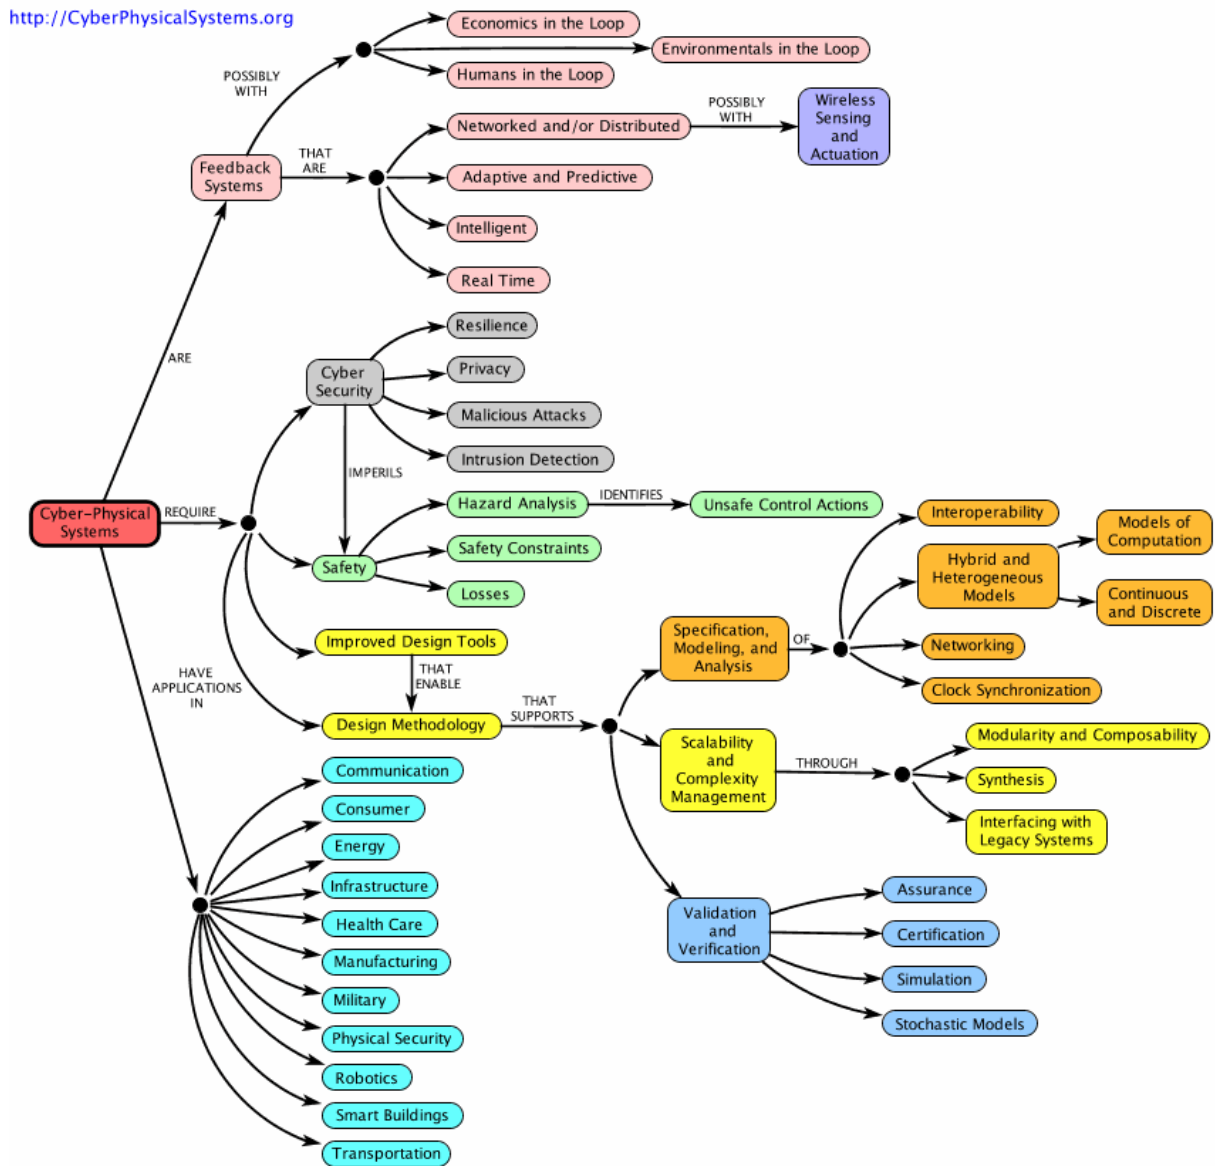 http://CyberPhysicalSystems.org
Economics in the Loop
Environmentals in the Loop
Humans in the Loop
POSSIBLY
WITH
Networked and/or Distributed
POSSIBLY
WITH
Wireless
Sensing
and
Actuation
Feedback
Systems
THAT
ARE
Adaptive and Predictive
Intelligent
Real Time
ARE
Cyber
Security
Resilience
Privacy
Malicious Attacks
Intrusion Detection
IMPERILS
Cyber-Physical
Systems
REQUIRE
Safety
Hazard Analysis
IDENTIFIES
Unsafe Control Actions
Safety Constraints
Losses
Improved Design Tools
THAT
ENABLE
Design Methodology
THAT
SUPPORTS
Specification,
Modeling, and
Analysis
OF
Interoperability
Hybrid and
Heterogeneous
Models
Models of
Computation
Continuous
and Discrete
Networking
Clock Synchronization
Scalability
and
Complexity
Management
THROUGH
Modularity and Composability
Synthesis
Interfacing with
Legacy Systems
Validation
and
Verification
Assurance
Certification
Simulation
Stochastic Models
HAVE
APPLICATIONS
IN
Communication
Consumer
Energy
Infrastructure
Health Care
Manufacturing
Military
Physical Security
Robotics
Smart Buildings
Transportation